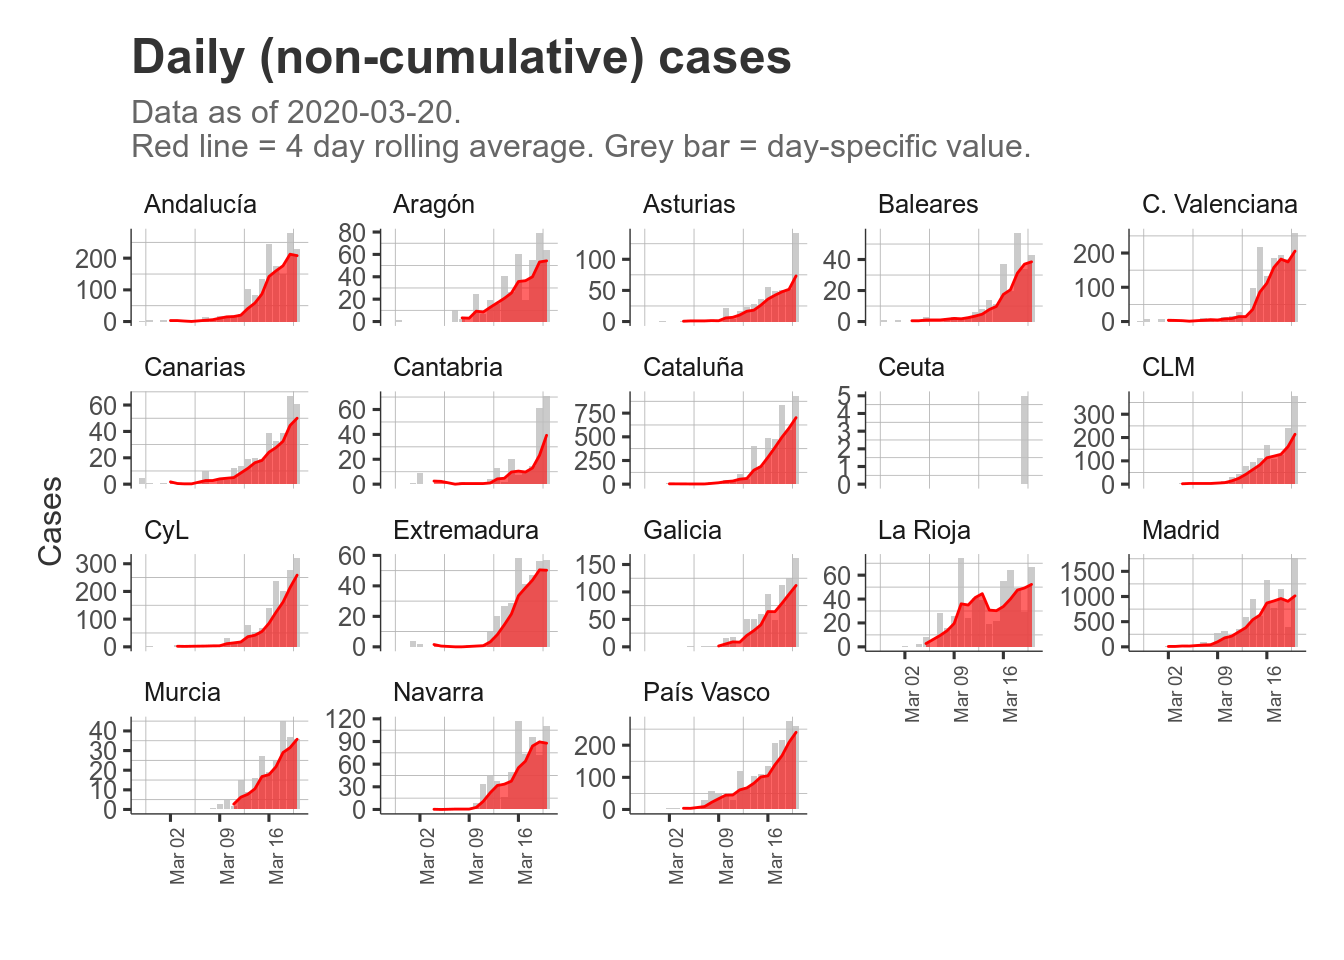 Daily (non-cumulative) cases
Data as of 2020-03-20.
Red line = 4 day rolling average. Grey bar = day-specific value.
Cases
Andalucía
200
100
0
Aragón
80
60
40
20
0
Asturias
100
50
0
Baleares
40
20
0
C. Valenciana
200
100
0
Canarias
60
40
20
0
Cantabria
60
40
20
0
Cataluña
750
500
250
0
Ceuta
5
4
3
2
1
0
CLM
300
200
100
0
CyL
300
200
100
0
Extremadura
60
40
20
0
Galicia
150
100
50
0
La Rioja
60
40
20
0
Mar 02
Mar 09
Mar 16
Madrid
1500
1000
500
0
Mar 02
Mar 09
Mar 16
Murcia
40
30
20
10
0
Mar 02
Mar 09
Mar 16
Navarra
120
90
60
30
0
Mar 02
Mar 09
Mar 16
País Vasco
200
100
0
Mar 02
Mar 09
Mar 16